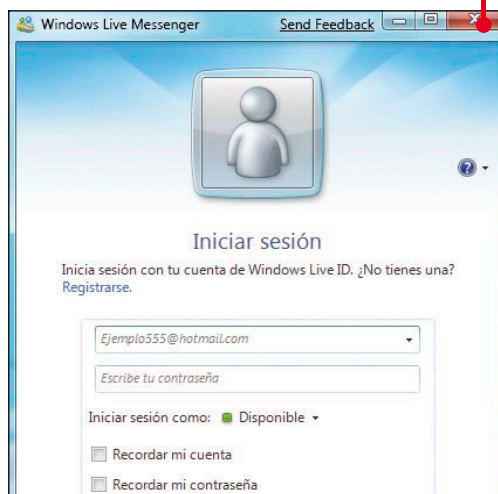 Windows Live Messenger Send Feedback
Iniciar sesión
Inicia sesión con tu cuenta de Windows Live ID. ¿No tienes una?
Registrarse.
Ejemplo555@hotmail.com
Escribe tu contraseña
Iniciar sesión como: Disponible
Recordar mi cuenta
Recordar mi contraseña